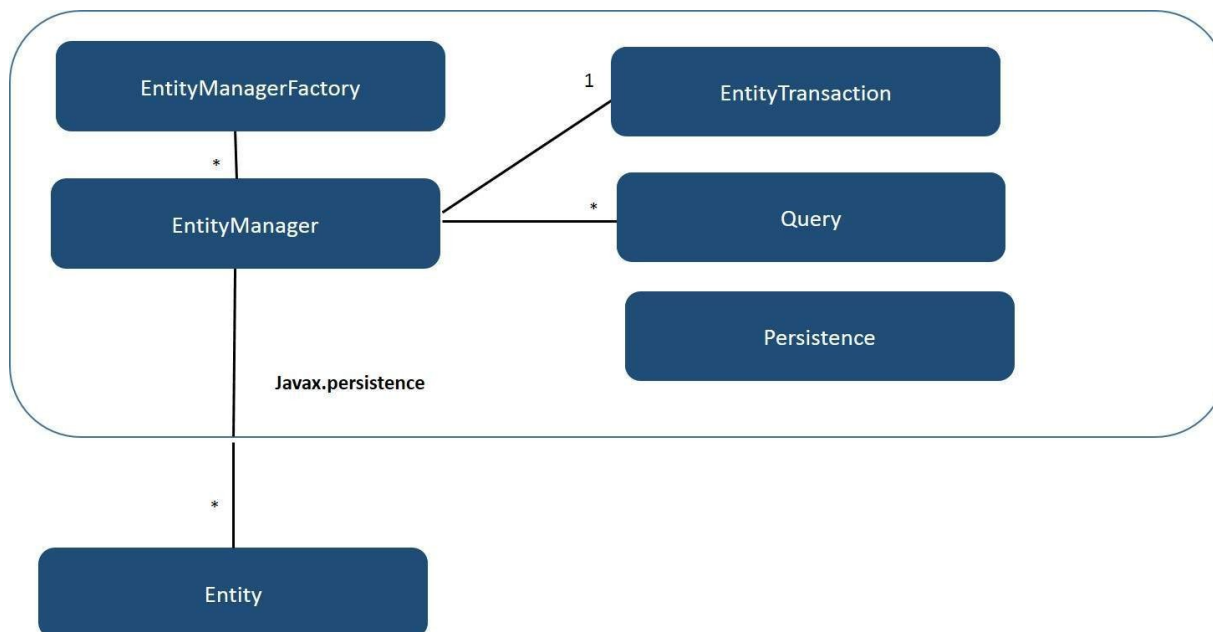 EntityManagerFactory
1
EntityTransaction
*
EntityManager
*
Query
Persistence
Javax.persistence
*
Entity